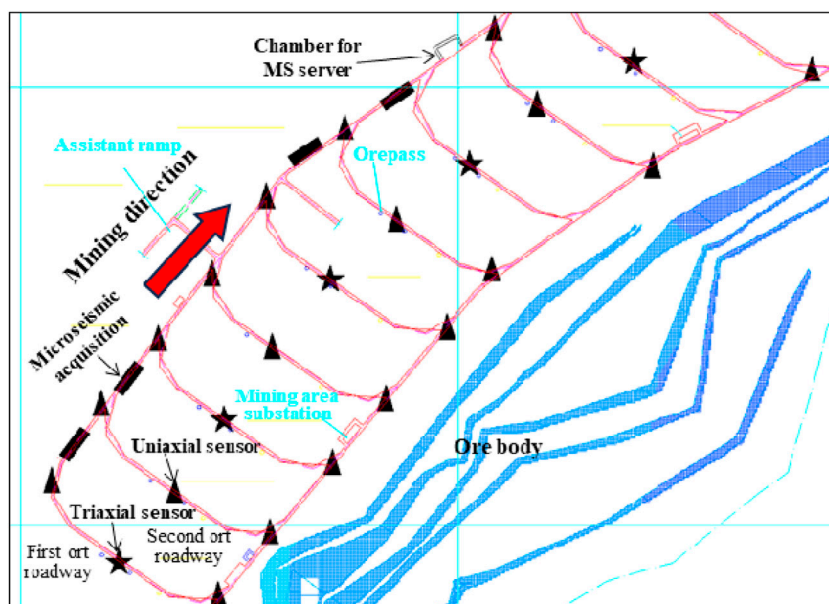 Chamber for
MS server
Assistant ramp
Orepass
Mining direction
Microseismic
acquisition
Mining area
substation
Uniaxial sensor
Ore body
Triaxial sensor
Second ort
roadway
First ort
roadway